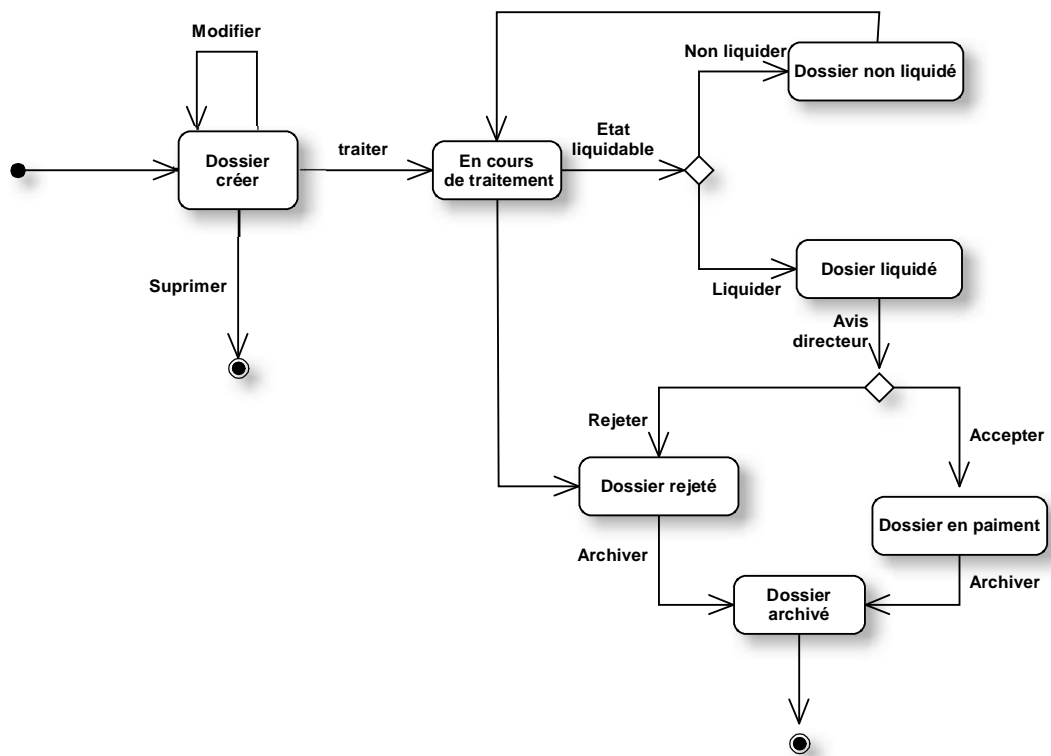 Modifier
Non liquider
Dossier non liquidé
Dossier
créer
traiter
En cours
de traitement
Etat
liquidable
Suprimer
Liquider
Dosier liquidé
Avis
directeur
Rejeter
Accepter
Dossier rejeté
Dossier en paiment
Archiver
Dossier
archivé
Archiver